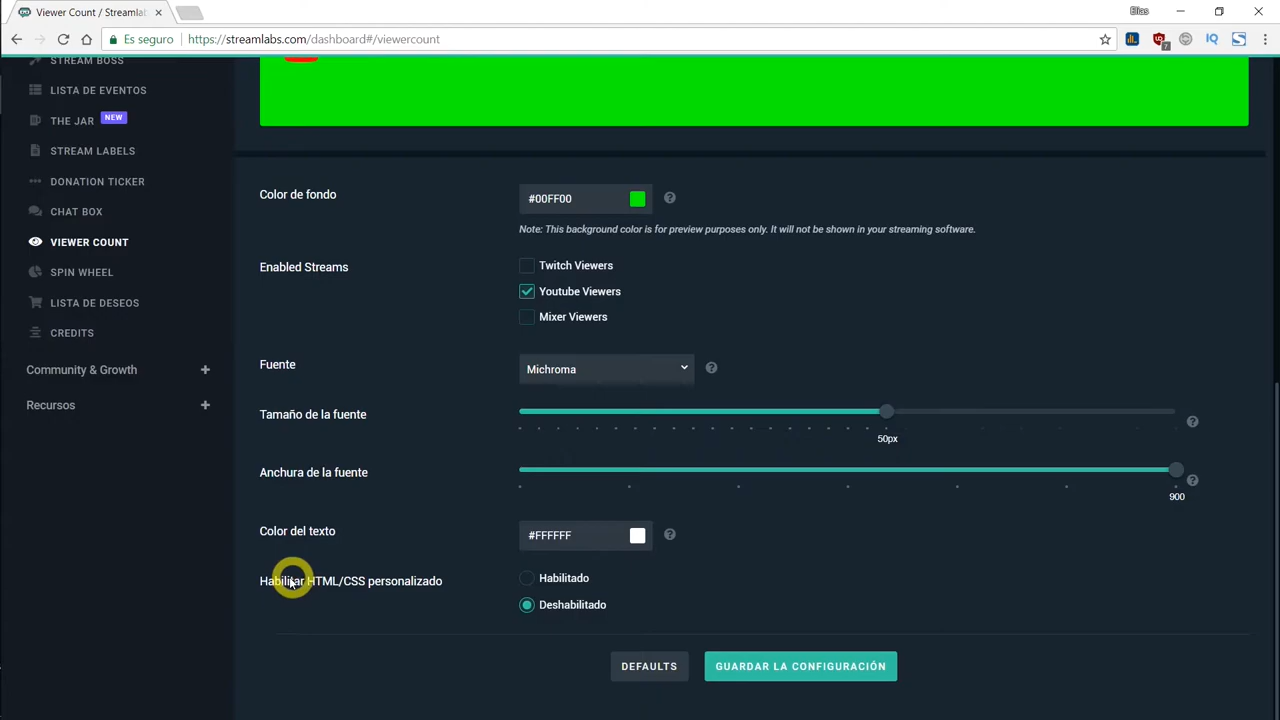 Viewer Count / Streamlab
Elias
Es seguro
https://streamlabs.com/dashboard#/viewercount
7
STREAM BOSS
LISTA DE EVENTOS
THE JAR NEW
STREAM LABELS
DONATION TICKER
CHAT BOX
VIEWER COUNT
SPIN WHEEL
LISTA DE DESEOS
CREDITS
Community & Growth +
Recursos +
Color de fondo
#00FF00
Note: This background color is for preview purposes only. It will not be shown in your streaming software.
Enabled Streams
Twitch Viewers
Youtube Viewers
Mixer Viewers
Fuente
Michroma
Tamaño de la fuente
50px
Anchura de la fuente
900
Color del texto
#FFFFFF
Habilitar HTML/CSS personalizado
Habilitado
Deshabilitado
DEFAULTS
GUARDAR LA CONFIGURACIÓN